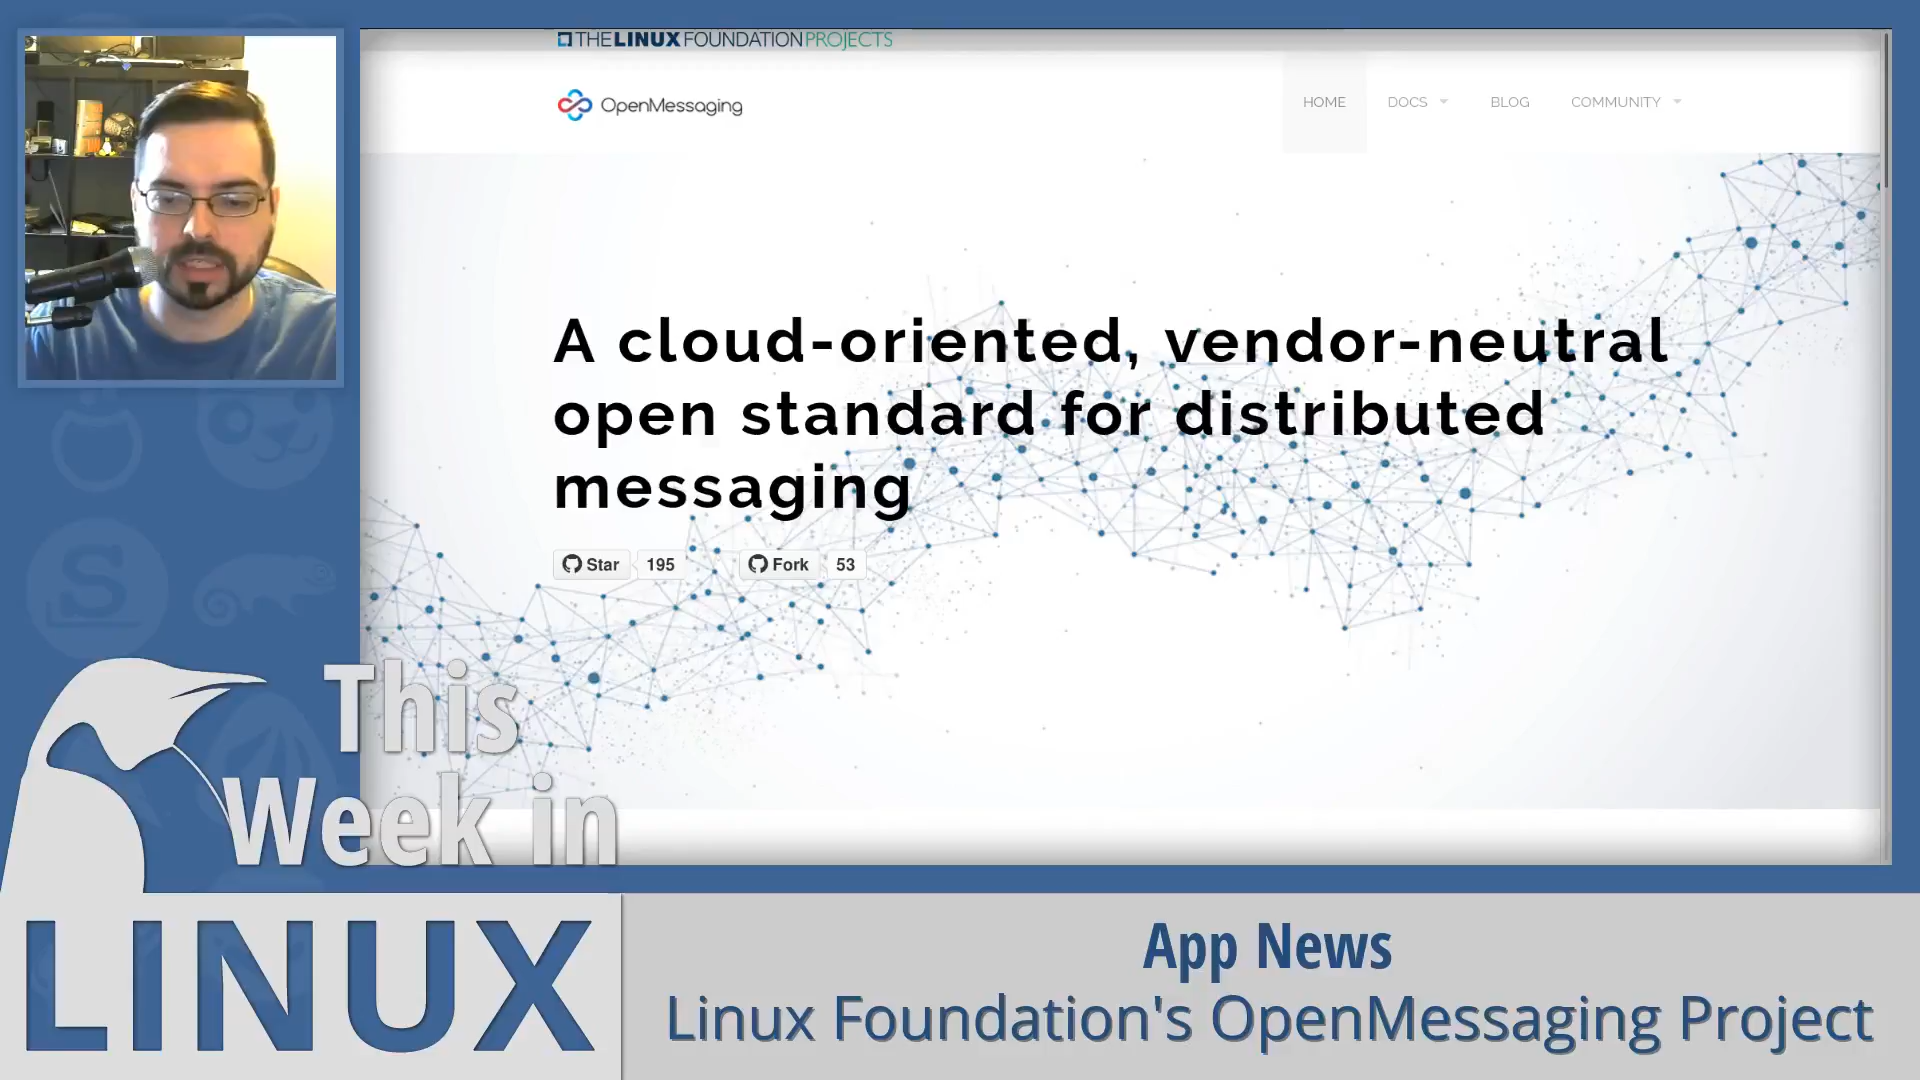 THE LINUX FOUNDATION PROJECTS
OpenMessaging
HOME
DOCS
BLOG
COMMUNITY
A cloud-oriented, vendor-neutral
open standard for distributed
messaging
Star 195
Fork 53
This
Week in
LINUX
App News
Linux Foundation's OpenMessaging Project